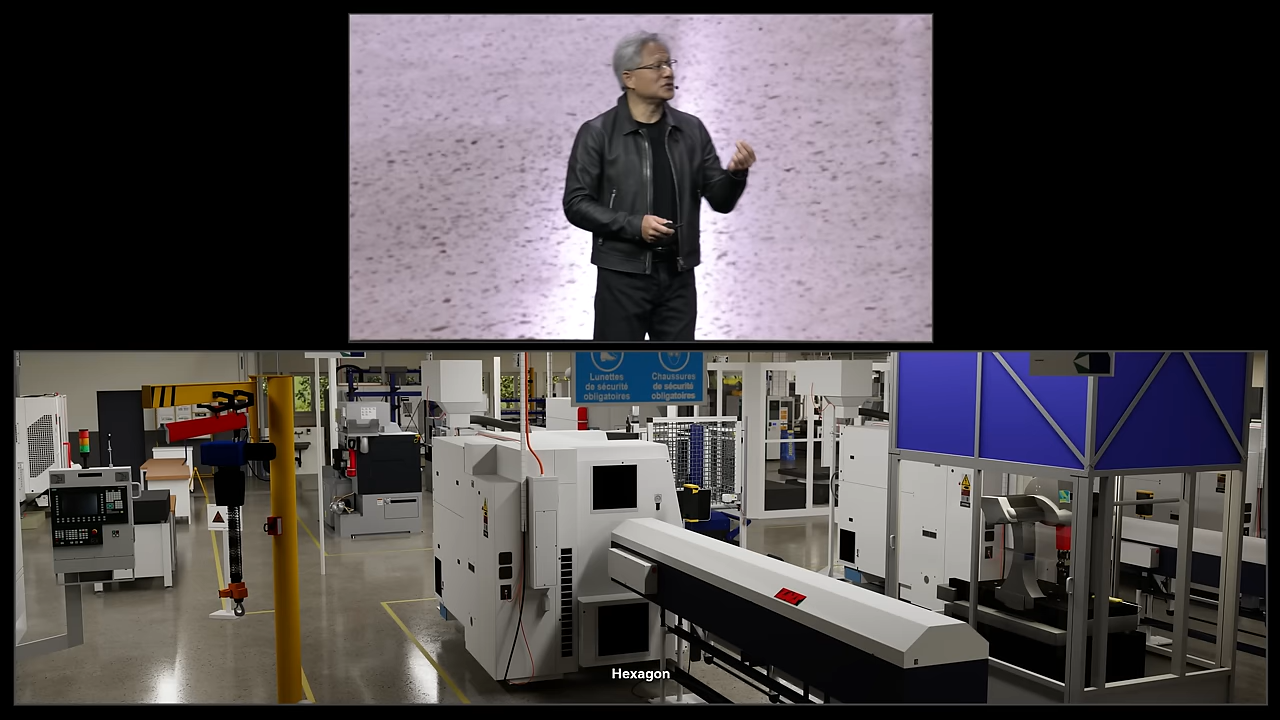 Lunettes
de sécurité
obligatoires
Chaussures
de sécurité
obligatoires
Hexagon